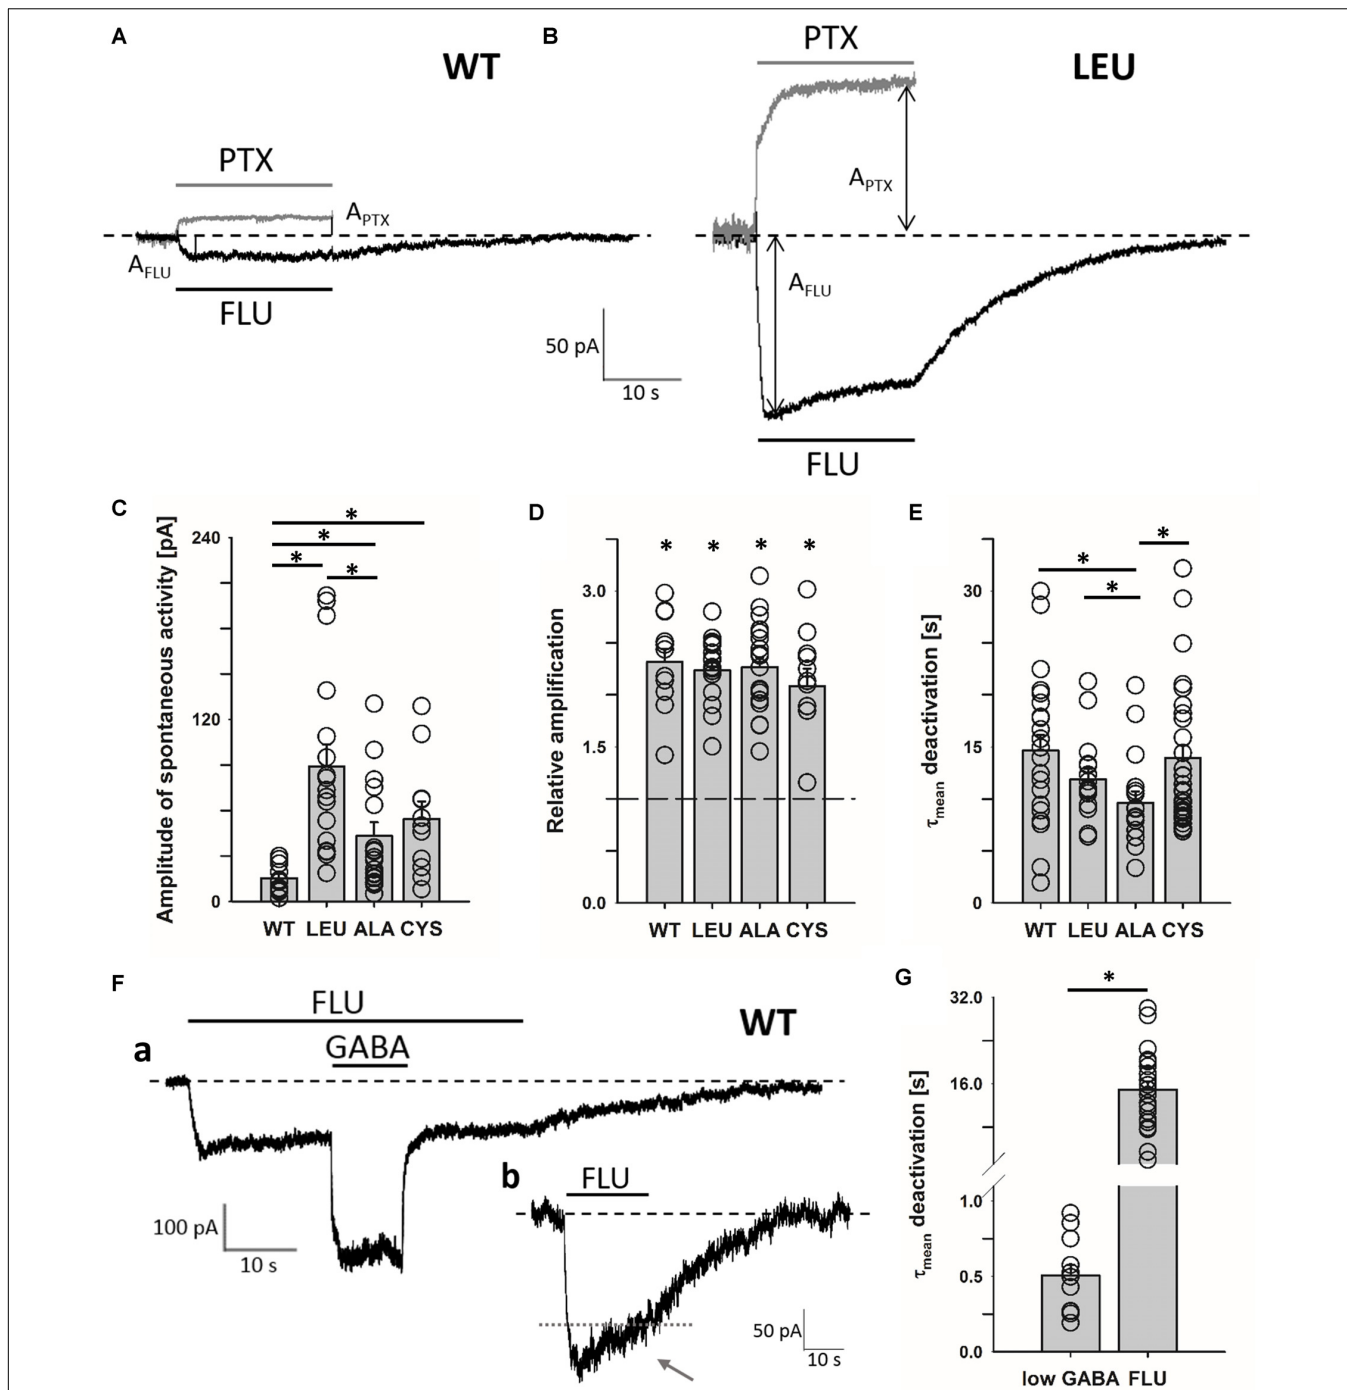 A
WT
PTX
A_PTX
A_FLU
FLU
50 pA
10 s
B
PTX
LEU
A_PTX
A_FLU
FLU
C
Amplitude of spontaneous activity [pA]
240
120
0
* * * *
WT LEU ALA CYS
D
Relative amplification
3.0
1.5
0.0
* * * *
WT LEU ALA CYS
E
τmean deactivation [s]
30
15
0
* * *
WT LEU ALA CYS
F
FLU
WT
a
GABA
100 pA
10 s
b
FLU
50 pA
10 s
G
τmean deactivation [s]
*
32.0
16.0
1.0
0.5
0.0
low GABA FLU